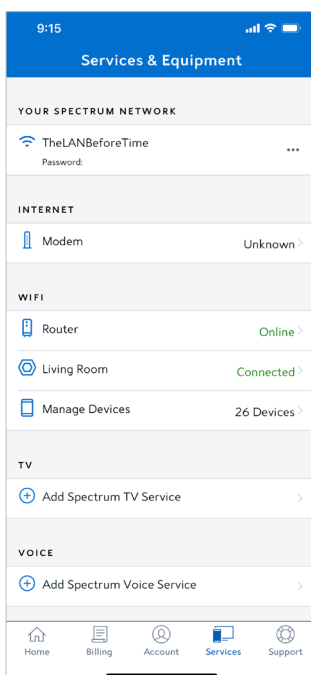 9:15
Services & Equipment
YOUR SPECTRUM NETWORK
TheLANBeforeTime
Password:
INTERNET
Modem Unknown
WIFI
Router Online
Living Room Connected
Manage Devices 26 Devices
TV
Add Spectrum TV Service
VOICE
Add Spectrum Voice Service
Home Billing Account Services Support